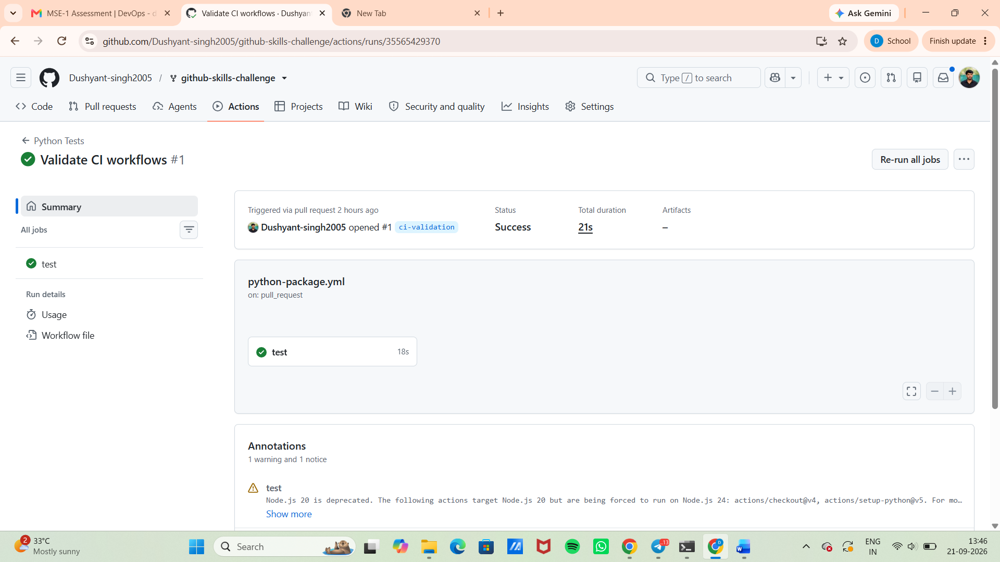 MSE-1 Assessment | DevOps - d
Validate CI workflows · Dushyan
New Tab
Ask Gemini
github.com/Dushyant-singh2005/github-skills-challenge/actions/runs/35565429370
D School
Finish update
Dushyant-singh2005 / github-skills-challenge
Type / to search
Code
Pull requests
Agents
Actions
Projects
Wiki
Security and quality
Insights
Settings
Python Tests
Validate CI workflows #1
Re-run all jobs
Summary
All jobs
test
Run details
Usage
Workflow file
Triggered via pull request 2 hours ago
Dushyant-singh2005 opened #1 ci-validation
Status
Success
Total duration
21s
Artifacts
–
python-package.yml
on: pull_request
test 18s
Annotations
1 warning and 1 notice
test
Node.js 20 is deprecated. The following actions target Node.js 20 but are being forced to run on Node.js 24: actions/checkout@v4, actions/setup-python@v5. For mo…
Show more
2
33°C
Mostly sunny
Search
13
D
ENG
IN
13:46
21-09-2026